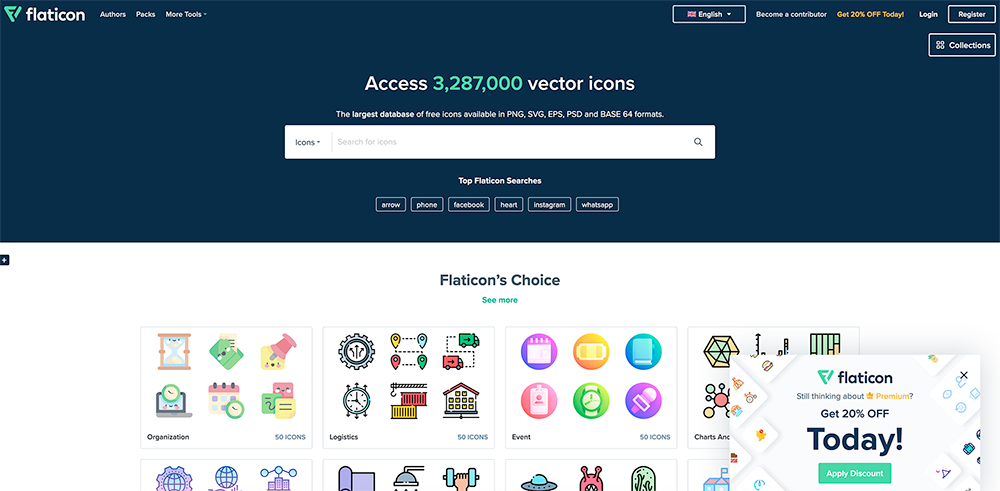 flaticon
Authors Packs More Tools
English
Become a contributor
Get 20% OFF Today!
Login
Register
Collections
Access 3,287,000 vector icons
The largest database of free icons available in PNG, SVG, EPS, PSD and BASE 64 formats.
Icons
Search for icons
Top Flaticon Searches
arrow phone facebook heart instagram whatsapp
Flaticon's Choice
See more
Organization 50 ICONS
Logistics 50 ICONS
Event 50 ICONS
Charts And
flaticon
Still thinking about Premium?
Get 20% OFF
Today!
Apply Discount